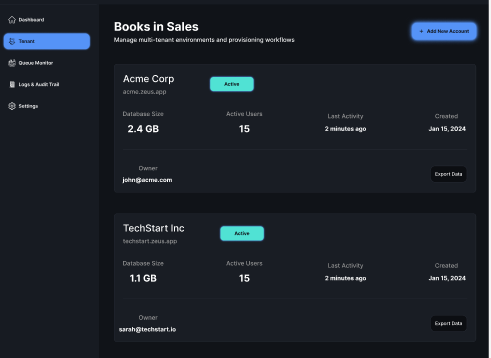 Dashboard
Tenant
Queue Monitor
Logs & Audit Trail
Settings
Books in Sales
Manage multi-tenant environments and provisioning workflows
+ Add New Account
Acme Corp
Active
acme.zeus.app
Database Size
Active Users
Last Activity
Created
2.4 GB
15
2 minutes ago
Jan 15, 2024
Owner
john@acme.com
Export Data
TechStart Inc
Active
techstart.zeus.app
Database Size
Active Users
Last Activity
Created
1.1 GB
15
2 minutes ago
Jan 15, 2024
Owner
sarah@techstart.io
Export Data